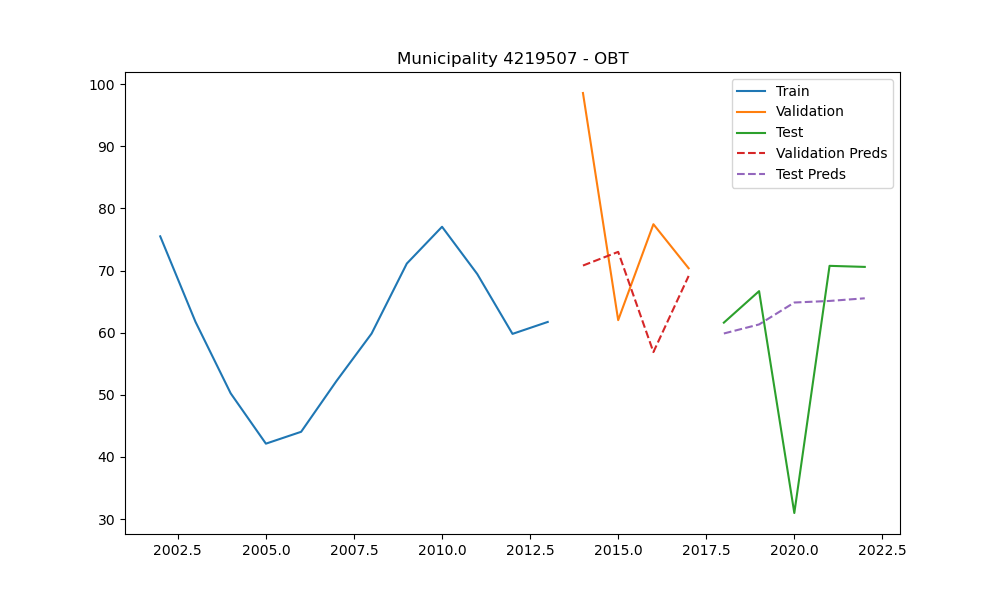 Municipality 4219507 - OBT
100
90
80
70
60
50
40
30
Train
Validation
Test
Validation Preds
Test Preds
2002.5 2005.0 2007.5 2010.0 2012.5 2015.0 2017.5 2020.0 2022.5